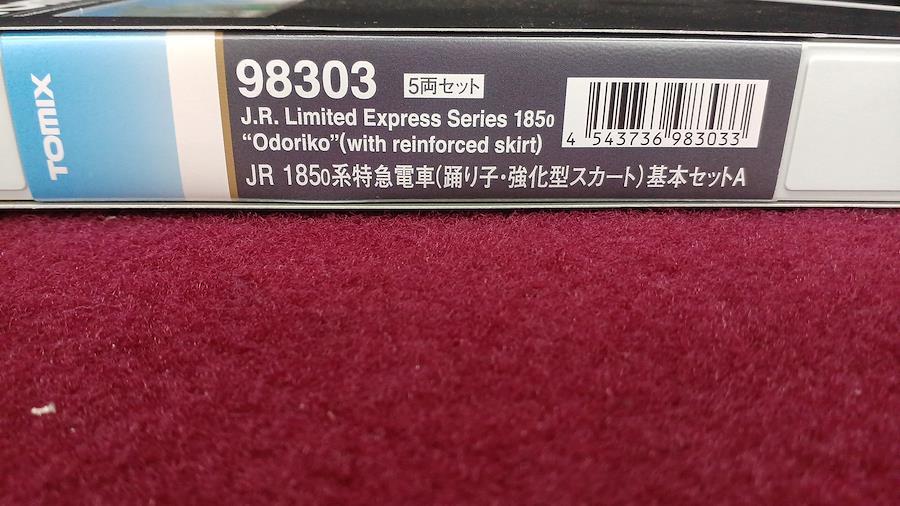 TOMIX
98303 5両セット
J.R. Limited Express Series 1850
“Odoriko”(with reinforced skirt)
JR 1850系特急電車(踊り子・強化型スカート)基本セットA
4 543736 983033